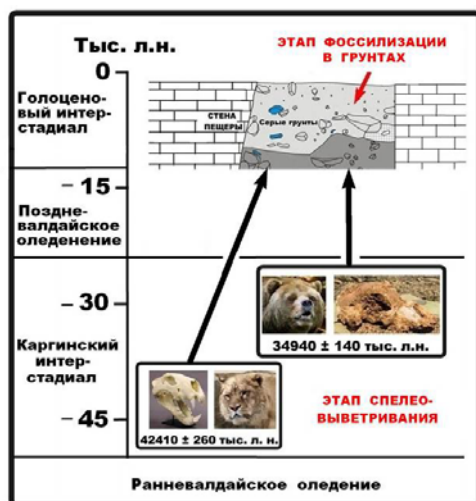 Тыс. л.н.
ЭТАП ФОССИЛИЗАЦИИ
В ГРУНТАХ
0
Голоцено-
вый интер-
стадиал
СТЕНА
ПЕЩЕРЫ
Серые грунты
– 15
Поздне-
валдайское
оледенение
– 30
34940 ± 140 тыс. л.н.
Каргинский
интер-
стадиал
ЭТАП СПЕЛЕО-
ВЫВЕТРИВАНИЯ
– 45
42410 ± 260 тыс. л. н.
Ранневалдайское оледение